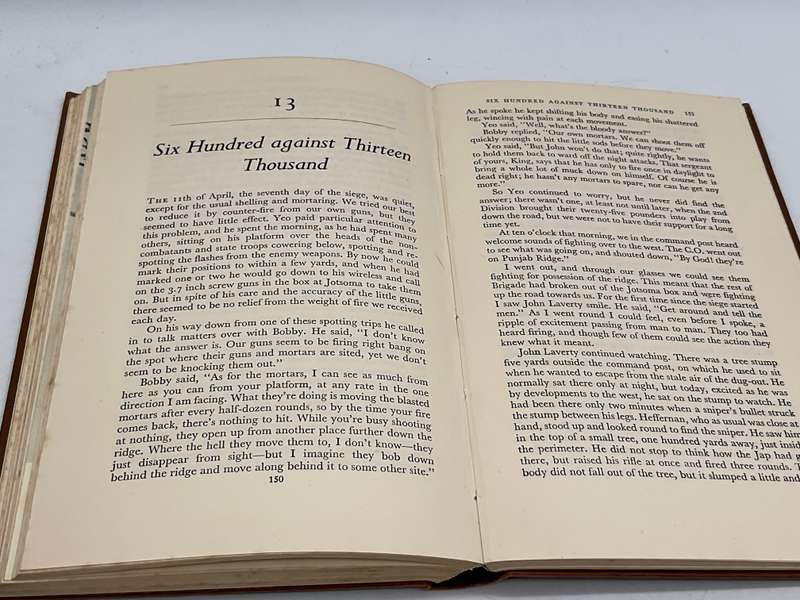 13
Six Hundred against Thirteen
Thousand
THE 11th of April, the seventh day of the siege, was quiet,
except for the usual shelling and mortaring. We tried our best
to reduce it by counter-fire from our own guns, but they
seemed to have little effect. Yeo paid particular attention to
his problem, and he spent the morning, as he had spent many
others, sitting on his platform over the heads of the non-
combatants and state troops cowering below, spotting and re-
spotting the flashes from the enemy weapons. By now he could
mark their positions to within a few yards, and when he had
marked one or two he would go down to his wireless and call
on the 3.7 inch screw guns in the box at Jotsoma to take them
on. But in spite of his care and the accuracy of the little guns,
there seemed to be no relief from the weight of fire we received
each day.
On his way down from one of these spotting trips he called
in to talk matters over with Bobby. He said, "I don't know
what the answer is. Our guns seem to be firing right bang on
the spot where their guns and mortars are sited, yet we don't
seem to be knocking them out."
Bobby said, "As for the mortars, I can see as much from
here as you can from your platform, at any rate in the one
direction I am facing. What they're doing is moving the blasted
mortars after every half-dozen rounds, so by the time your fire
comes back, there's nothing to hit. While you're busy shooting
at nothing, they open up from another place further down the
ridge. Where the hell they move them to, I don't know—they
just disappear from sight—but I imagine they bob down
behind the ridge and move along behind it to some other site."
150
SIX HUNDRED AGAINST THIRTEEN THOUSAND 151
As he spoke he kept shifting his body and easing his shattered
leg, wincing with pain at each movement.
Yeo said, "Well, what's the bloody answer?"
Bobby replied, "Our own mortars. We can shoot them off
quickly enough to hit the little sods before they move."
Yeo said, "But John won't do that; quite rightly, he wants
to hold them back to ward off the night attacks. That sergeant
of yours, King, says that he has only to fire once in daylight to
bring a whole lot of muck down on himself. Of course he is
dead right; he hasn't any mortars to spare, nor can he get any
more."
So Yeo continued to worry, but he never did find the
answer; there wasn't one, at least not until later, when the 2nd
Division brought their twenty-five pounders into play from
down the road, but we were not to have their support for a long
time yet.
At ten o'clock that morning, we in the command post heard
welcome sounds of fighting over to the west. The C.O. went out
to see what was going on, and shouted down, "By God! they're
on Punjab Ridge."
I went out, and through our glasses we could see them
fighting for possession of the ridge. This meant that the rest of
Brigade had broken out of the Jotsoma box and were fighting
up the road towards us. For the first time since the siege started
I saw John Laverty smile. He said, "Get around and tell the
men." As I went round I could feel, even before I spoke, a
ripple of excitement passing from man to man. They too had
heard firing, and though few of them could see the action they
knew what it meant.
John Laverty continued watching. There was a tree stump
five yards outside the command post, on which he used to sit
when he wanted to escape from the stale air of the dug-out. He
normally sat there only at night, but today, excited as he was
by developments to the west, he sat on the stump to watch. He
had been there only two minutes when a sniper's bullet struck
the stump between his legs. Heffernan, who as usual was close at
hand, stood up and looked round to find the sniper. He saw him
in the top of a small tree, one hundred yards away, just inside
the perimeter. He did not stop to think how the Jap had g
there, but raised his rifle at once and fired three rounds. T
body did not fall out of the tree, but it slumped a little and